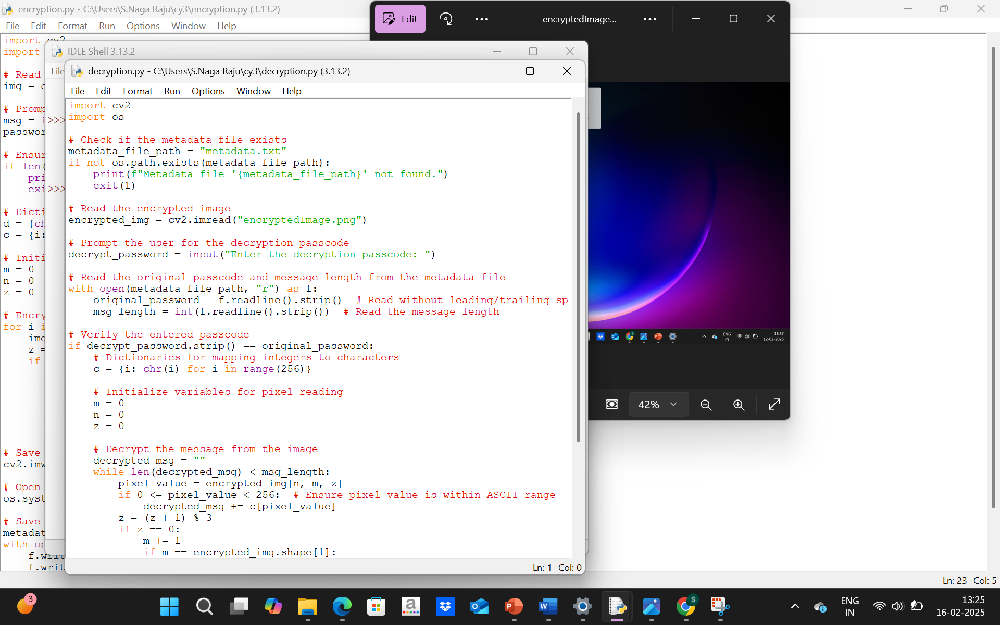 encryption.py - C:\Users\S.Naga Raju\cy3\encryption.py (3.13.2)
File Edit Format Run Options Window Help
import cv2
import
# Read
img = c
# Promp
msg = i
passwor
# Ensur
if len(
pri
exi
# Dicti
d = {ch
c = {i:
# Initi
m = 0
n = 0
z = 0
# Encry
for i i
img
z =
if
# Save
cv2.imw
# Open
os.syst
# Save
metadat
with op
f.writ
f.writ
Ln: 23 Col: 5
Edit
encryptedImage...
ENG
IN
18:57
12-02-2025
42%
IDLE Shell 3.13.2
File
>>>
>>>
decryption.py - C:\Users\S.Naga Raju\cy3\decryption.py (3.13.2)
File Edit Format Run Options Window Help
import cv2
import os
# Check if the metadata file exists
metadata_file_path = "metadata.txt"
if not os.path.exists(metadata_file_path):
    print(f"Metadata file '{metadata_file_path}' not found.")
    exit(1)
# Read the encrypted image
encrypted_img = cv2.imread("encryptedImage.png")
# Prompt the user for the decryption passcode
decrypt_password = input("Enter the decryption passcode: ")
# Read the original passcode and message length from the metadata file
with open(metadata_file_path, "r") as f:
    original_password = f.readline().strip()  # Read without leading/trailing sp
    msg_length = int(f.readline().strip())  # Read the message length
# Verify the entered passcode
if decrypt_password.strip() == original_password:
    # Dictionaries for mapping integers to characters
    c = {i: chr(i) for i in range(256)}
    # Initialize variables for pixel reading
    m = 0
    n = 0
    z = 0
    # Decrypt the message from the image
    decrypted_msg = ""
    while len(decrypted_msg) < msg_length:
        pixel_value = encrypted_img[n, m, z]
        if 0 <= pixel_value < 256:  # Ensure pixel value is within ASCII range
            decrypted_msg += c[pixel_value]
        z = (z + 1) % 3
        if z == 0:
            m += 1
            if m == encrypted_img.shape[1]:
Ln: 1 Col: 0
3
ENG
IN
13:25
16-02-2025